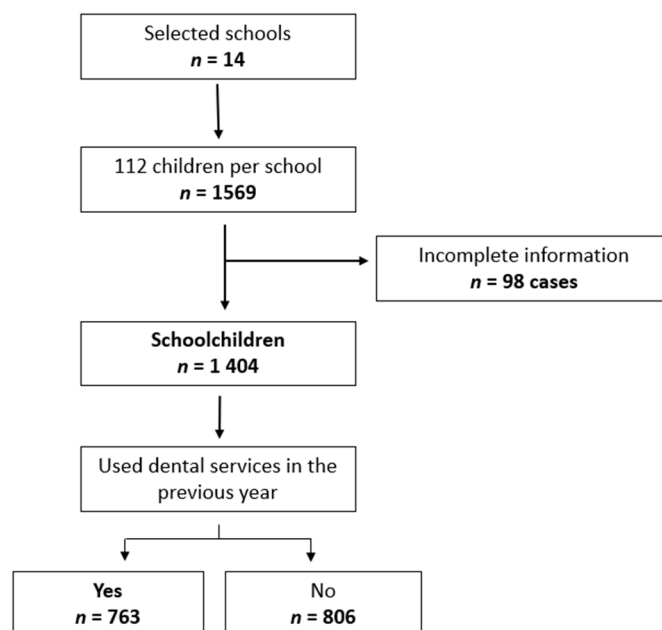 Selected schools
n = 14
112 children per school
n = 1569
Incomplete information
n = 98 cases
Schoolchildren
n = 1 404
Used dental services in the
previous year
Yes
n = 763
No
n = 806